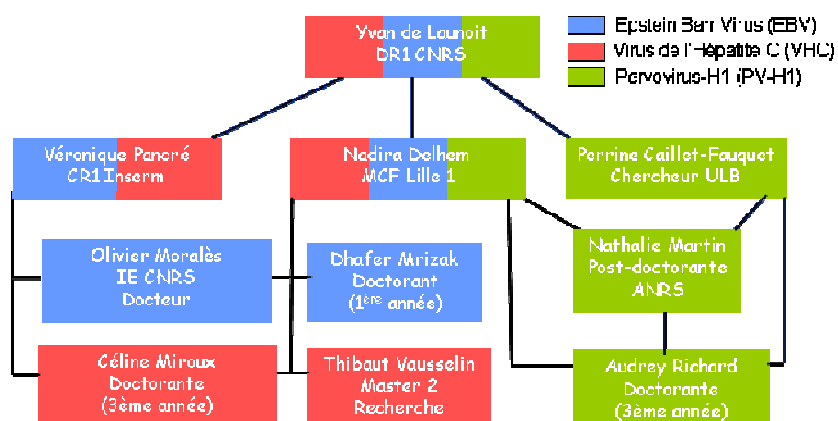 Yvan de Launoit
DR1 CNRS
Epstein Barr Virus (EBV)
Virus de l'Hépatite C (VHC)
Parvovirus-H1 (PV-H1)
Véronique Pancré
CR1 Inserm
Nadira Delhem
MCF Lille 1
Perrine Caillet-Fauquet
Chercheur ULB
Olivier Moralès
IE CNRS
Docteur
Dhafer Mrizak
Doctorant
(1ère année)
Nathalie Martin
Post-doctorante
ANRS
Céline Miroux
Doctorante
(3ème année)
Thibaut Vausselin
Master 2
Recherche
Audrey Richard
Doctorante
(3ème année)